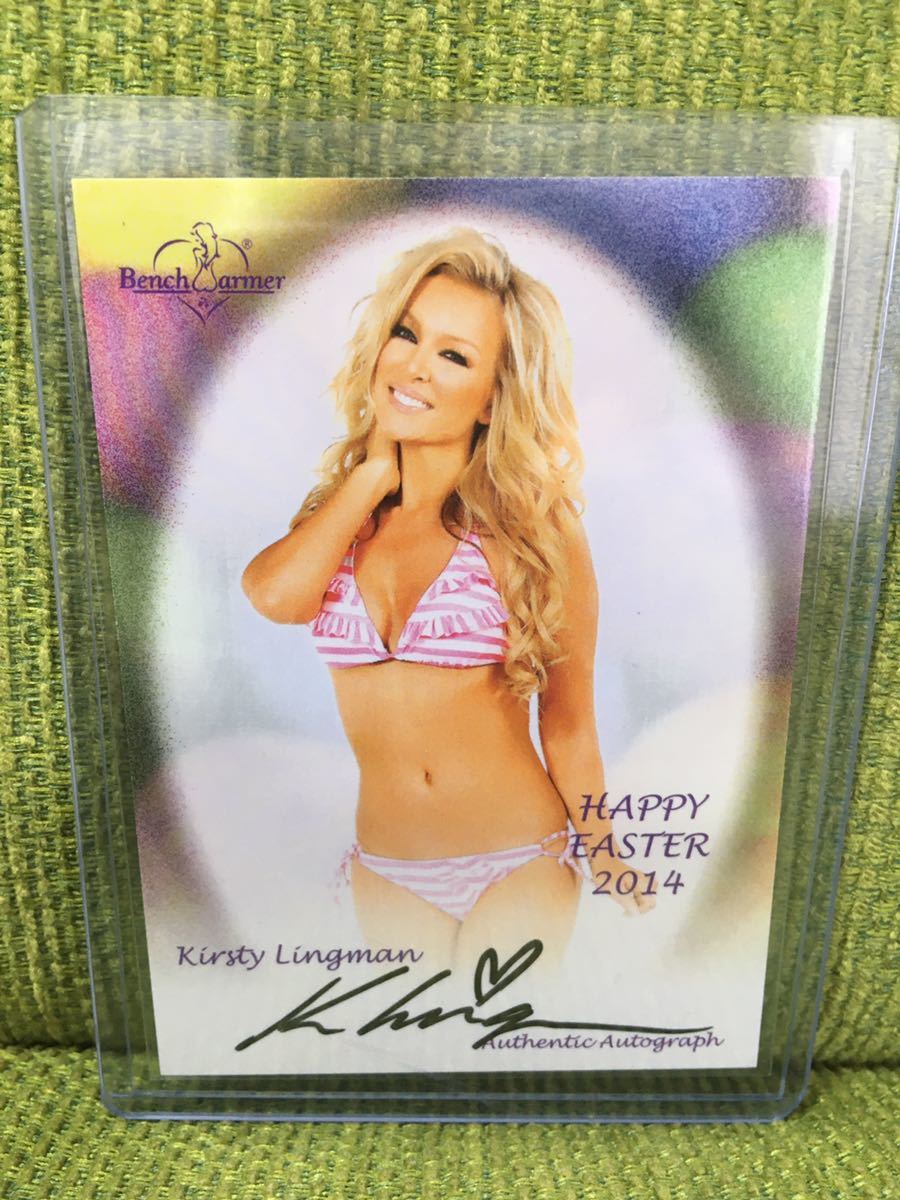 BenchWarmer®
HAPPY
EASTER
2014
Kirsty Lingman
Authentic Autograph